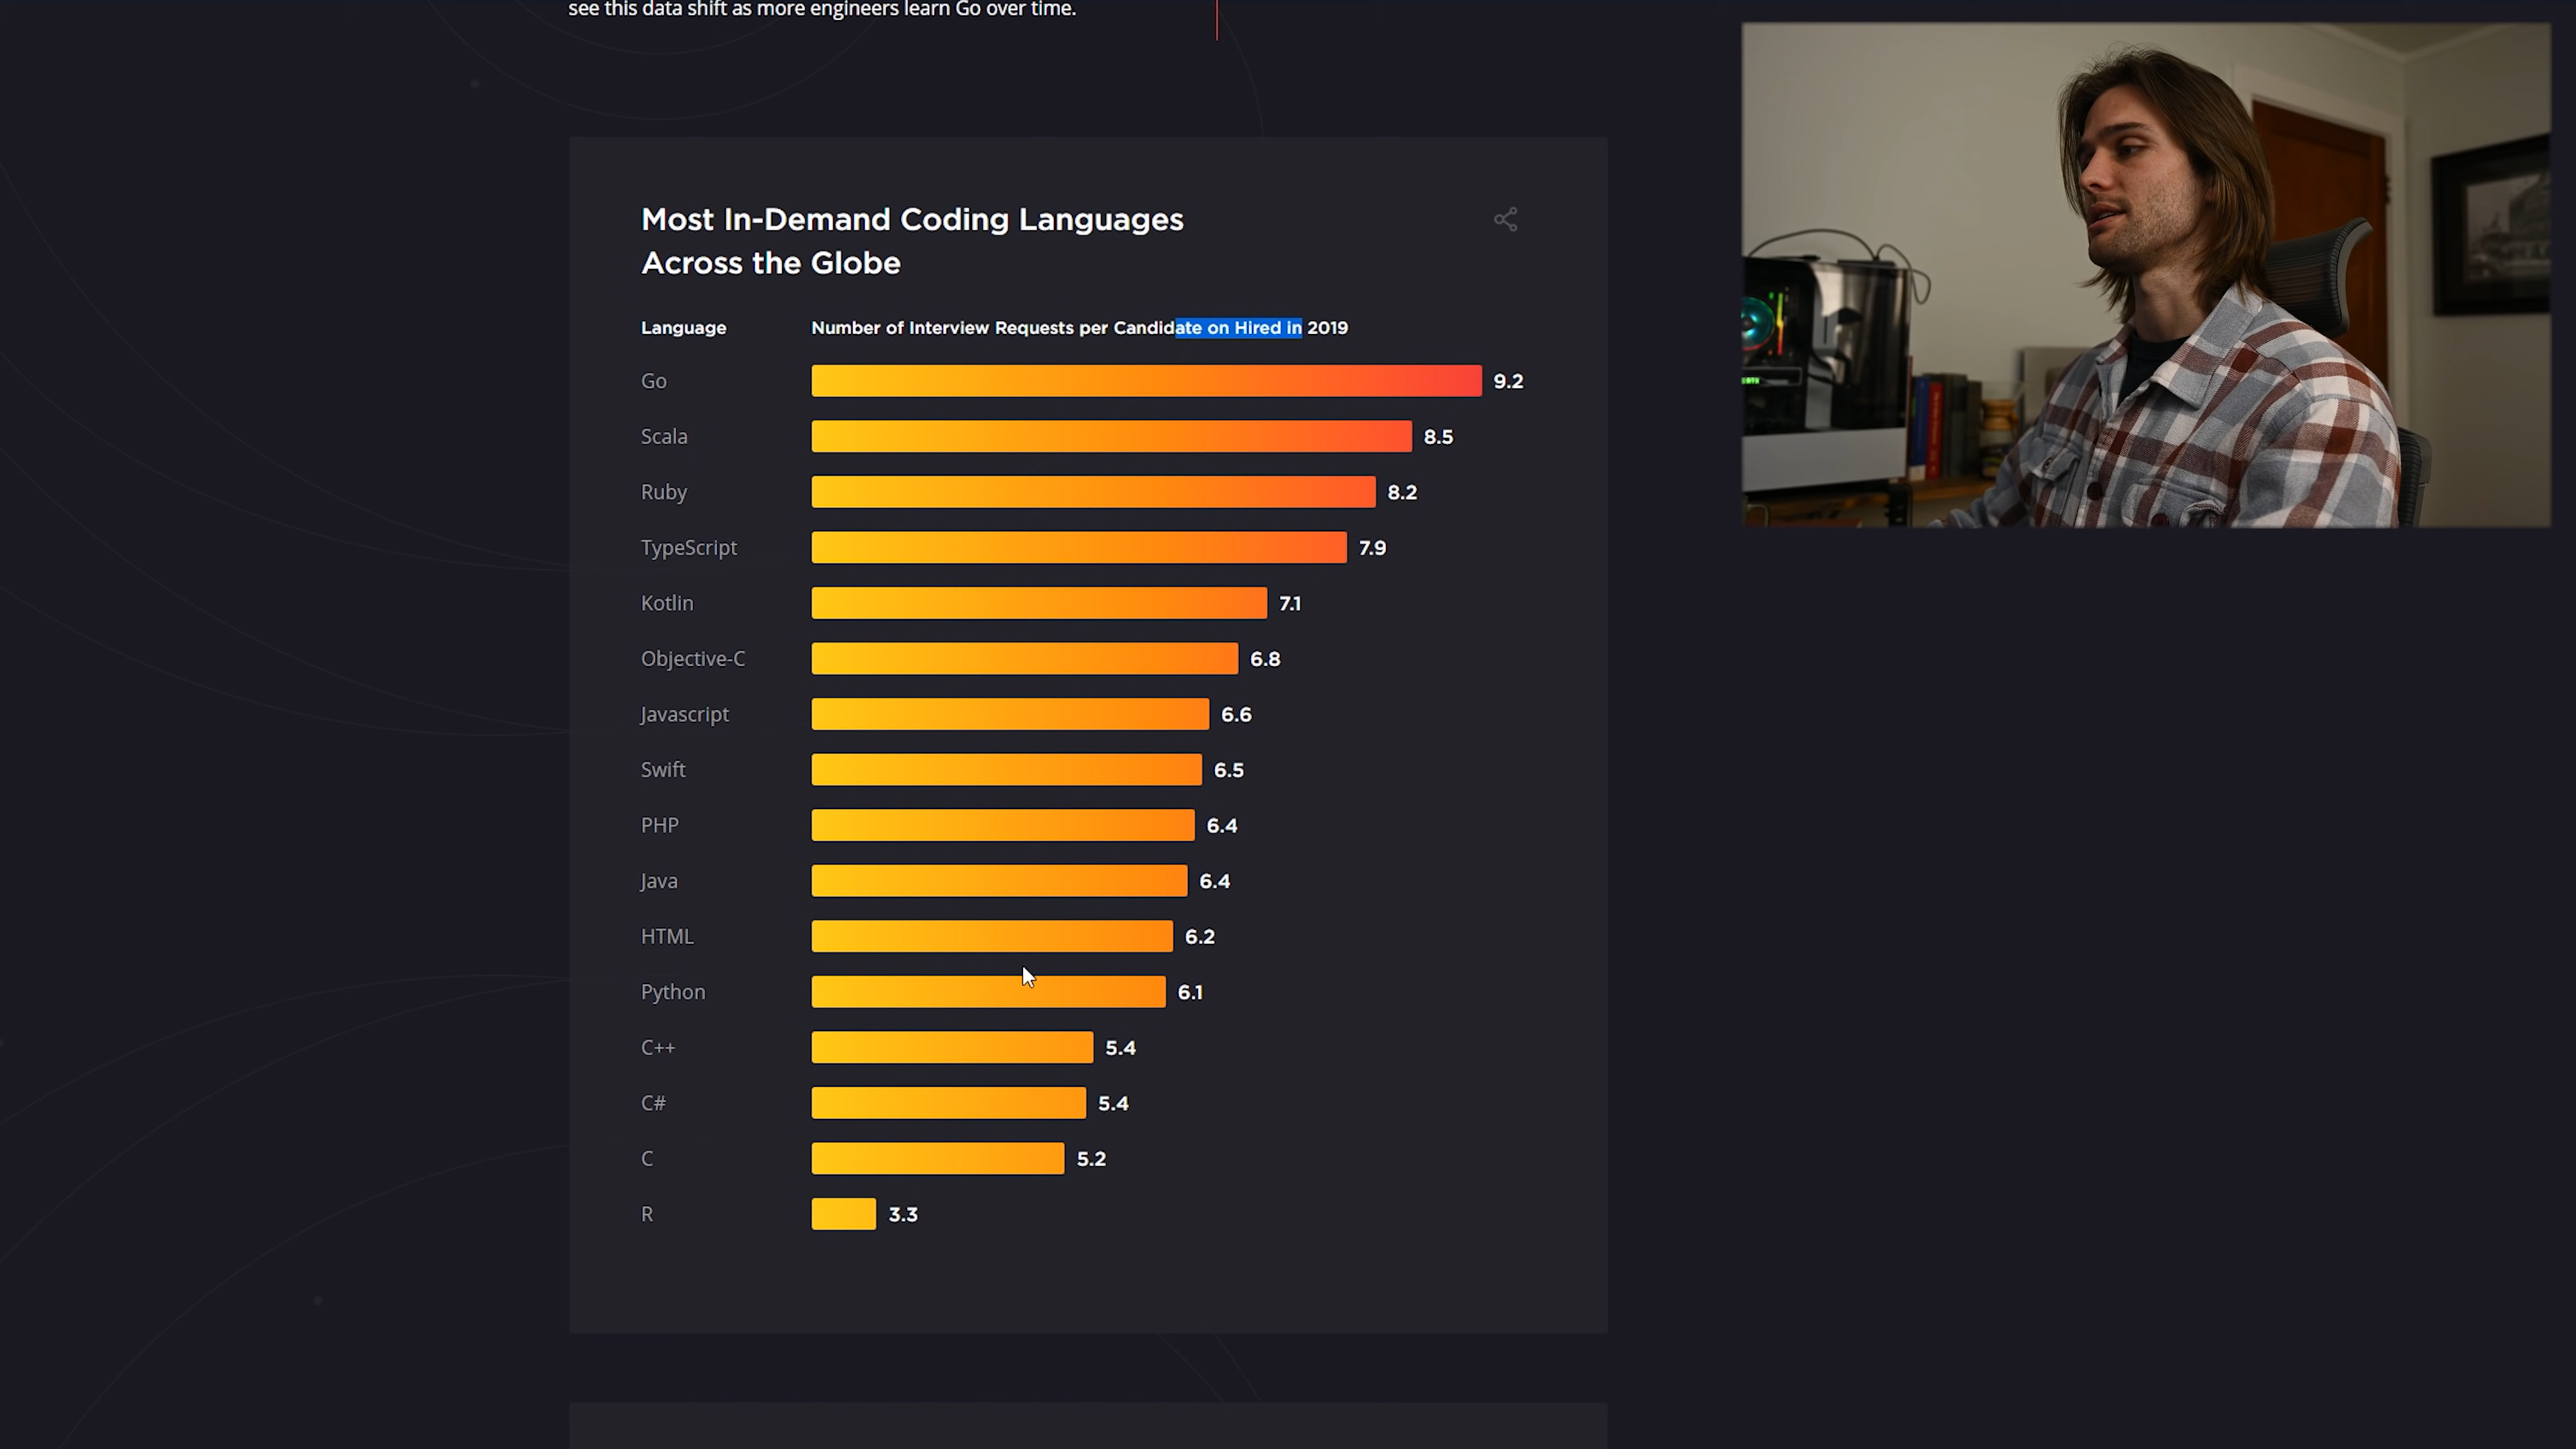 see this data shift as more engineers learn Go over time.
Most In-Demand Coding Languages
Across the Globe
Language Number of Interview Requests per Candidate on Hired in 2019
Go 9.2
Scala 8.5
Ruby 8.2
TypeScript 7.9
Kotlin 7.1
Objective-C 6.8
Javascript 6.6
Swift 6.5
PHP 6.4
Java 6.4
HTML 6.2
Python 6.1
C++ 5.4
C# 5.4
C 5.2
R 3.3